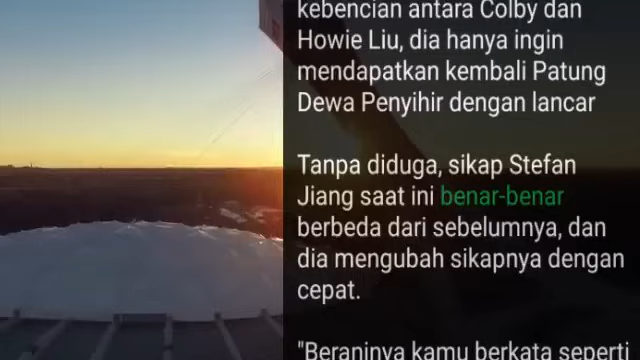 kebencian antara Colby dan
Howie Liu, dia hanya ingin
mendapatkan kembali Patung
Dewa Penyihir dengan lancar
Tanpa diduga, sikap Stefan
Jiang saat ini benar-benar
berbeda dari sebelumnya, dan
dia mengubah sikapnya dengan
cepat.
"Beraninya kamu berkata seperti